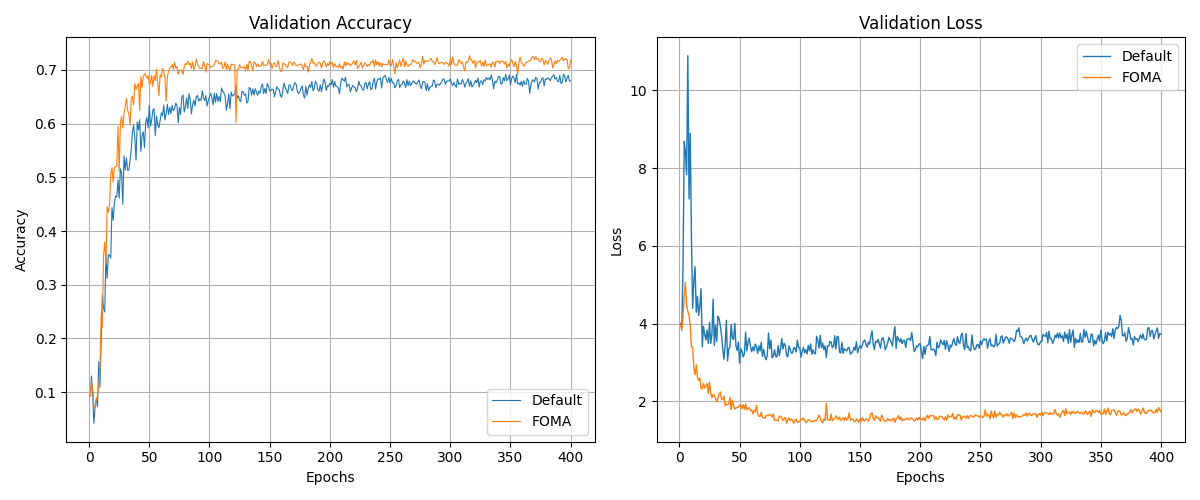 Validation Accuracy
0.7
0.6
0.5
0.4
0.3
0.2
0.1
Accuracy
0 50 100 150 200 250 300 350 400
Epochs
Default
FOMA
Validation Loss
10
8
6
4
2
Loss
0 50 100 150 200 250 300 350 400
Epochs
Default
FOMA